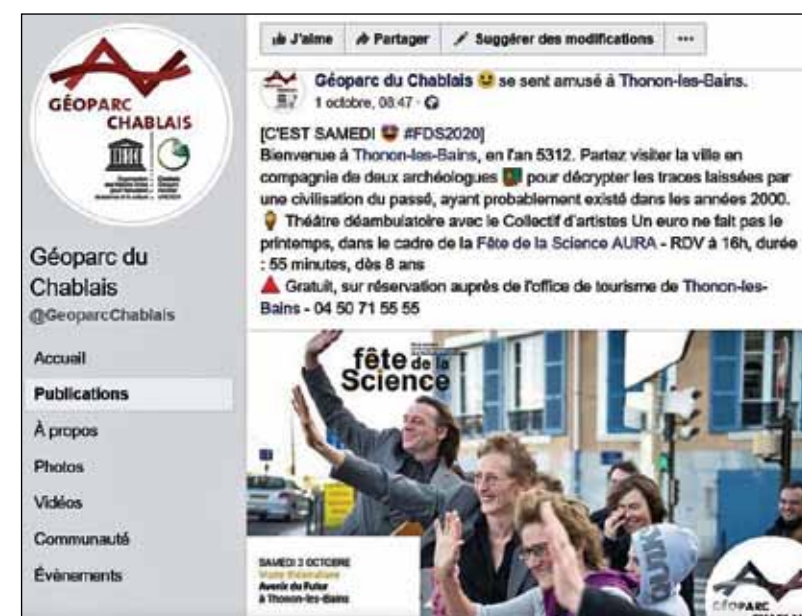 GÉOPARC
CHABLAIS
Géoparc du
Chablais
@GeoparcChablais
Accueil
Publications
À propos
Photos
Vidéos
Communauté
Évènements
J'aime Partager Suggérer des modifications ...
Géoparc du Chablais se sent amusé à Thonon-les-Bains.
1 octobre, 08:47 ·
[C'EST SAMEDI #FDS2020]
Bienvenue à Thonon-les-Bains, en l'an 5312. Partez visiter la ville en
compagnie de deux archéologues pour décrypter les traces laissées par
une civilisation du passé, ayant probablement existé dans les années 2000.
Théâtre déambulatoire avec le Collectif d'artistes Un euro ne fait pas le
printemps, dans le cadre de la Fête de la Science AURA - RDV à 16h, durée
: 55 minutes, dès 8 ans
Gratuit, sur réservation auprès de l'office de tourisme de Thonon-les-
Bains - 04 50 71 55 55
fête de la
Science
SAMEDI 3 OCTOBRE
Avenir du Futur
à Thonon-les-Bains
GÉOPARC